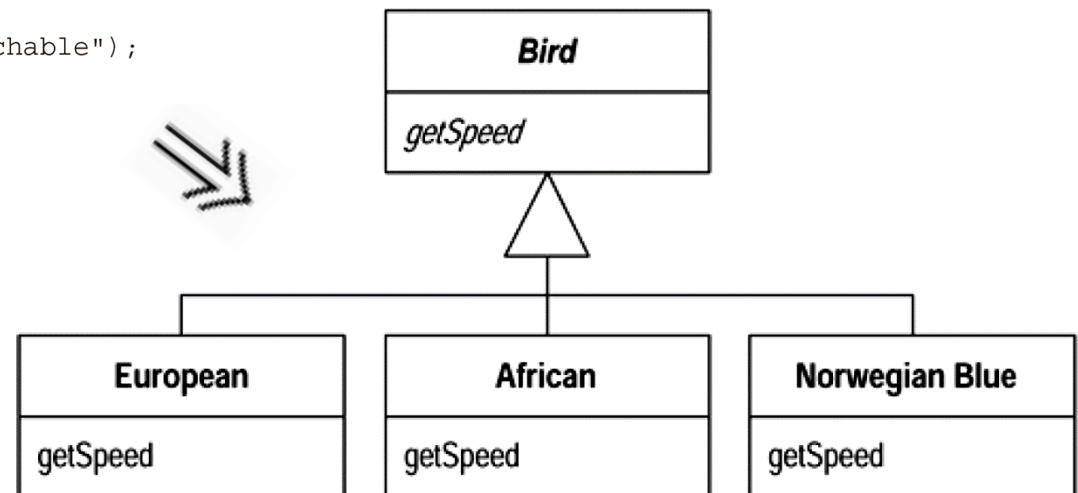 chable");
Bird
getSpeed
European
African
Norwegian Blue
getSpeed
getSpeed
getSpeed